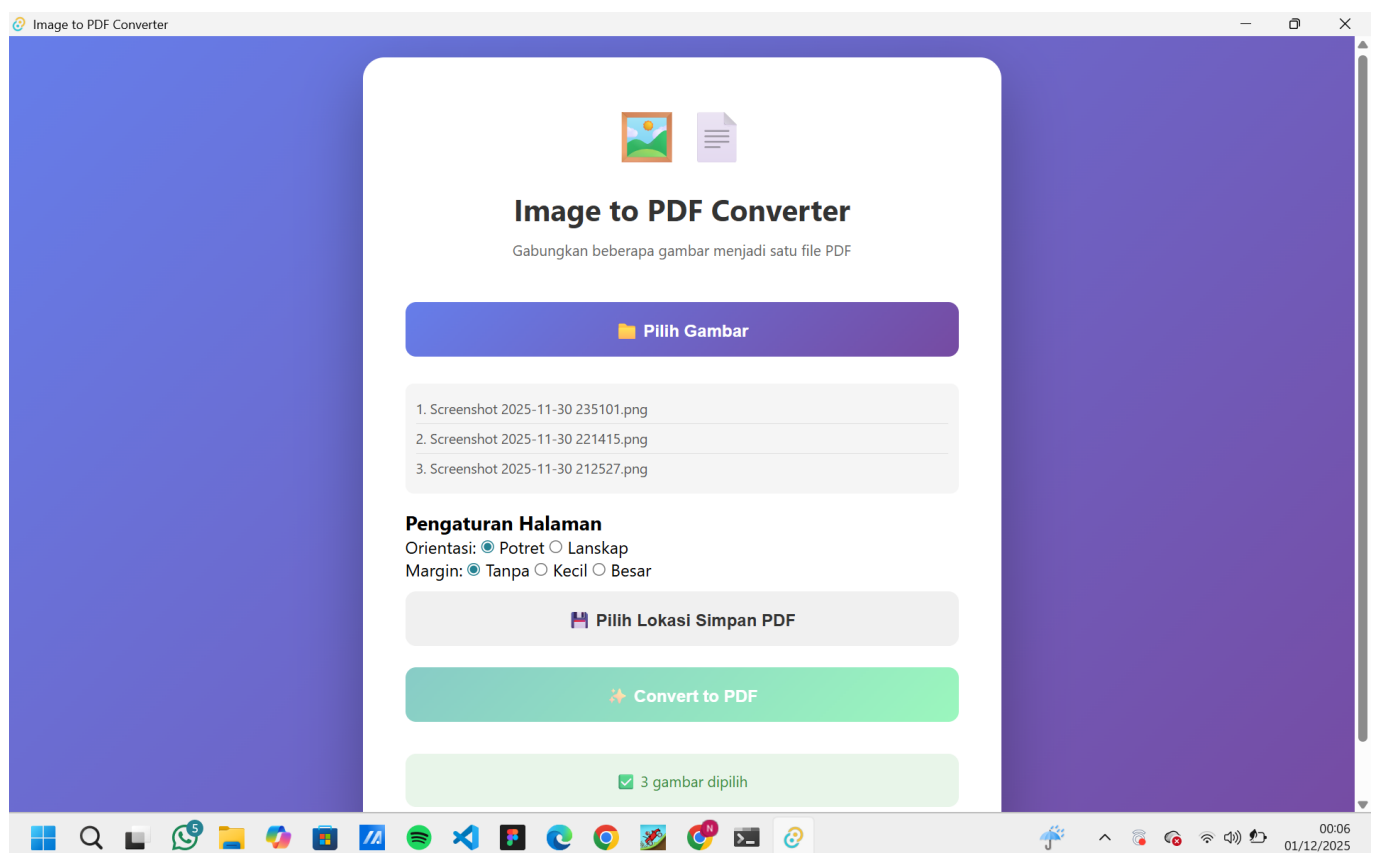 Image to PDF Converter
Image to PDF Converter
Gabungkan beberapa gambar menjadi satu file PDF
Pilih Gambar
1. Screenshot 2025-11-30 235101.png
2. Screenshot 2025-11-30 221415.png
3. Screenshot 2025-11-30 212527.png
Pengaturan Halaman
Orientasi: Potret Lanskap
Margin: Tanpa Kecil Besar
Pilih Lokasi Simpan PDF
Convert to PDF
3 gambar dipilih
5
N
00:06
01/12/2025